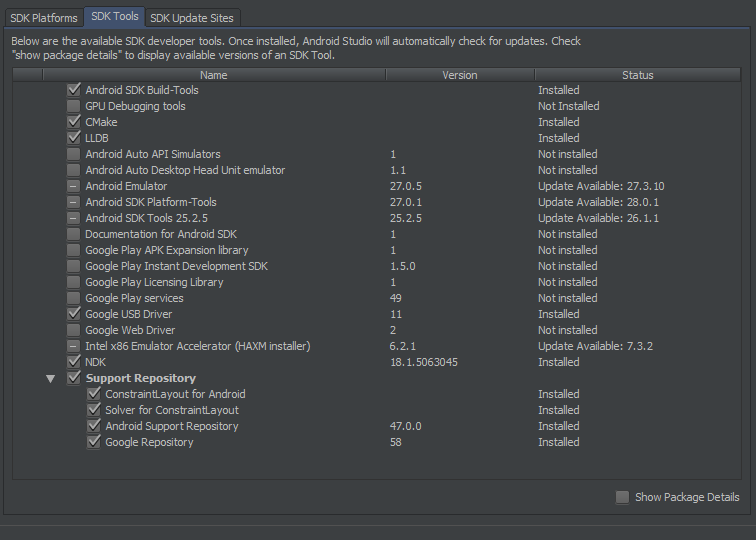 SDK Platforms SDK Tools SDK Update Sites
Below are the available SDK developer tools. Once installed, Android Studio will automatically check for updates. Check
"show package details" to display available versions of an SDK Tool.
Name Version Status
Android SDK Build-Tools Installed
GPU Debugging tools Not Installed
CMake Installed
LLDB Installed
Android Auto API Simulators 1 Not installed
Android Auto Desktop Head Unit emulator 1.1 Not installed
Android Emulator 27.0.5 Update Available: 27.3.10
Android SDK Platform-Tools 27.0.1 Update Available: 28.0.1
Android SDK Tools 25.2.5 25.2.5 Update Available: 26.1.1
Documentation for Android SDK 1 Not installed
Google Play APK Expansion library 1 Not installed
Google Play Instant Development SDK 1.5.0 Not installed
Google Play Licensing Library 1 Not installed
Google Play services 49 Not installed
Google USB Driver 11 Installed
Google Web Driver 2 Not installed
Intel x86 Emulator Accelerator (HAXM installer) 6.2.1 Update Available: 7.3.2
NDK 18.1.5063045 Installed
Support Repository
ConstraintLayout for Android Installed
Solver for ConstraintLayout Installed
Android Support Repository 47.0.0 Installed
Google Repository 58 Installed
Show Package Details